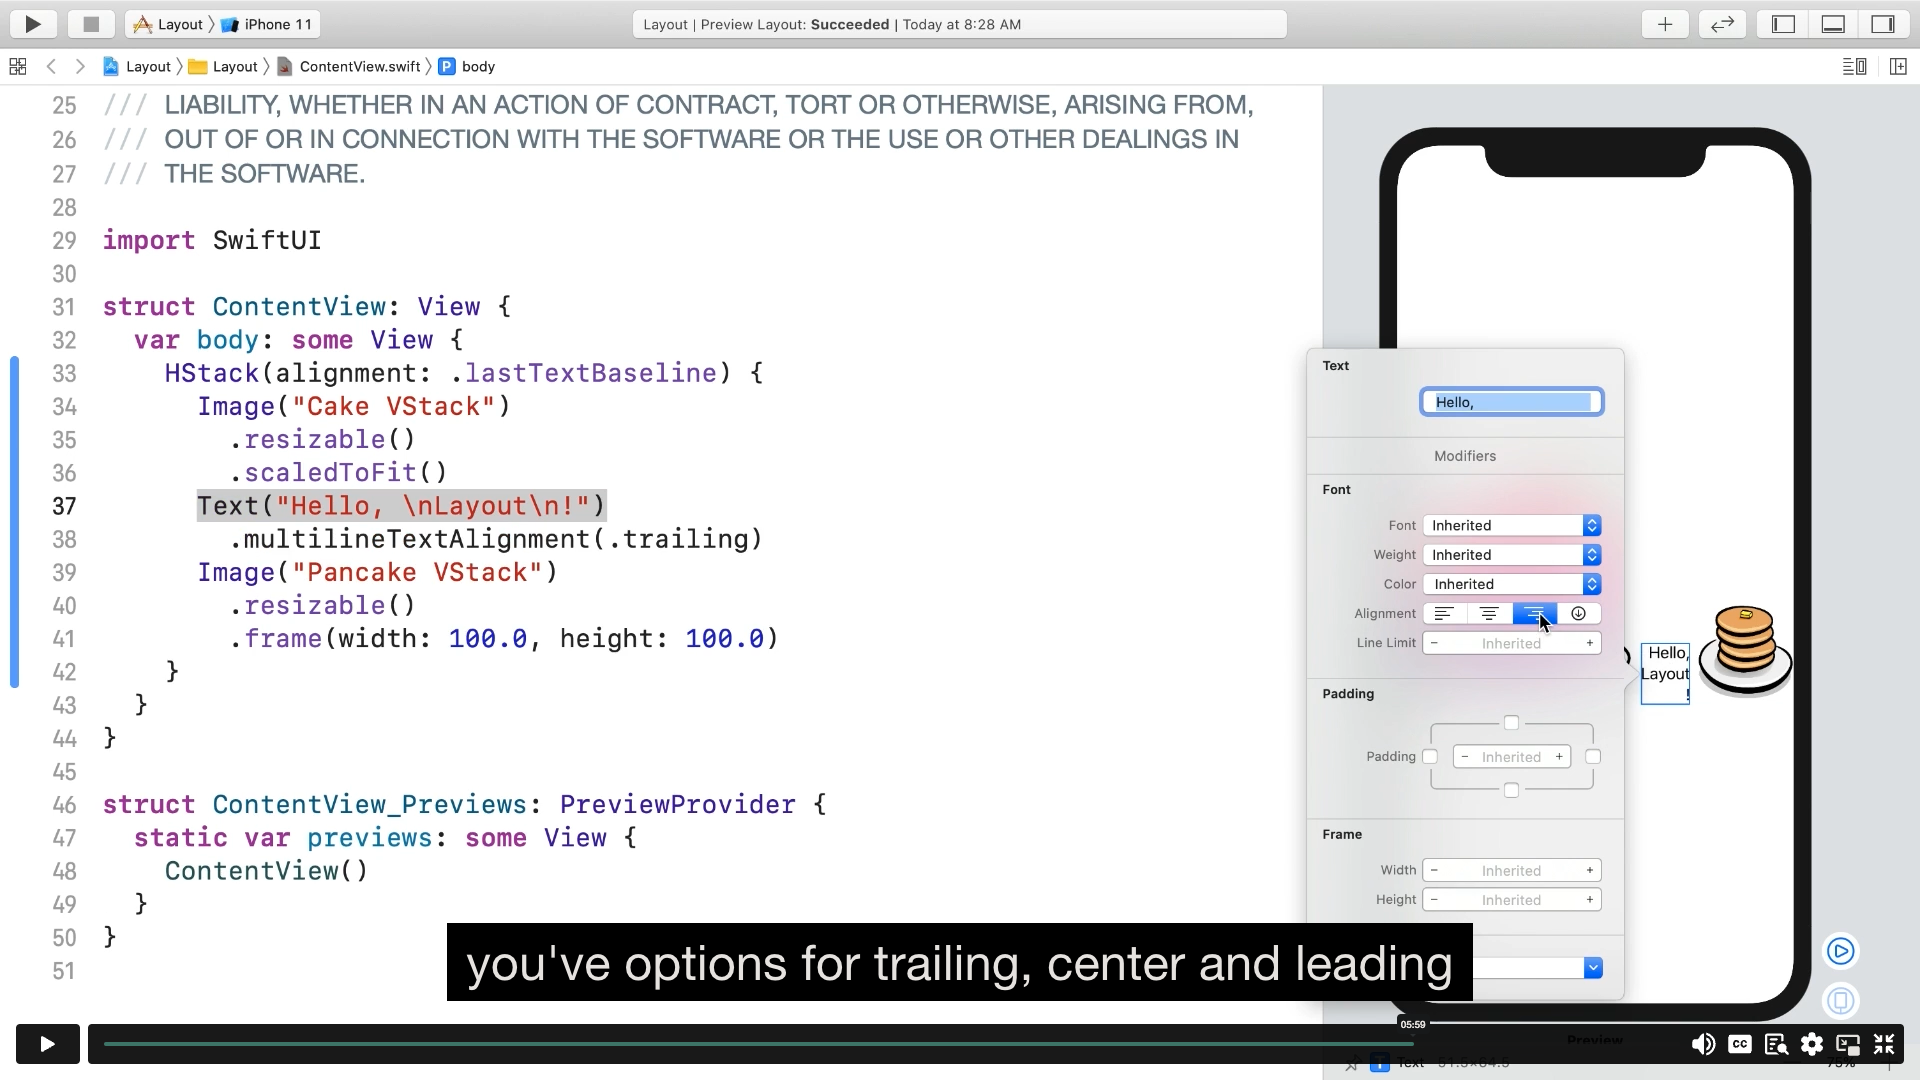 Layout 〉 iPhone 11
Layout | Preview Layout: Succeeded | Today at 8:28 AM
Layout 〉 Layout 〉 ContentView.swift 〉 P body
25 /// LIABILITY, WHETHER IN AN ACTION OF CONTRACT, TORT OR OTHERWISE, ARISING FROM,
26 /// OUT OF OR IN CONNECTION WITH THE SOFTWARE OR THE USE OR OTHER DEALINGS IN
27 /// THE SOFTWARE.
28
29 import SwiftUI
30
31 struct ContentView: View {
32 var body: some View {
33 HStack(alignment: .lastTextBaseline) {
34 Image("Cake VStack")
35 .resizable()
36 .scaledToFit()
37 Text("Hello, \nLayout\n!")
38 .multilineTextAlignment(.trailing)
39 Image("Pancake VStack")
40 .resizable()
41 .frame(width: 100.0, height: 100.0)
42 }
43 }
44 }
45
46 struct ContentView_Previews: PreviewProvider {
47 static var previews: some View {
48 ContentView()
49 }
50 }
51
Text
Hello,
Modifiers
Font
Font Inherited
Weight Inherited
Color Inherited
Alignment
Line Limit − Inherited +
Padding
Padding − Inherited +
Frame
Width − Inherited +
Height − Inherited +
Hello,
Layout
!
you've options for trailing, center and leading
05:59
CC
Preview
T Text 51.5×64.5
75%